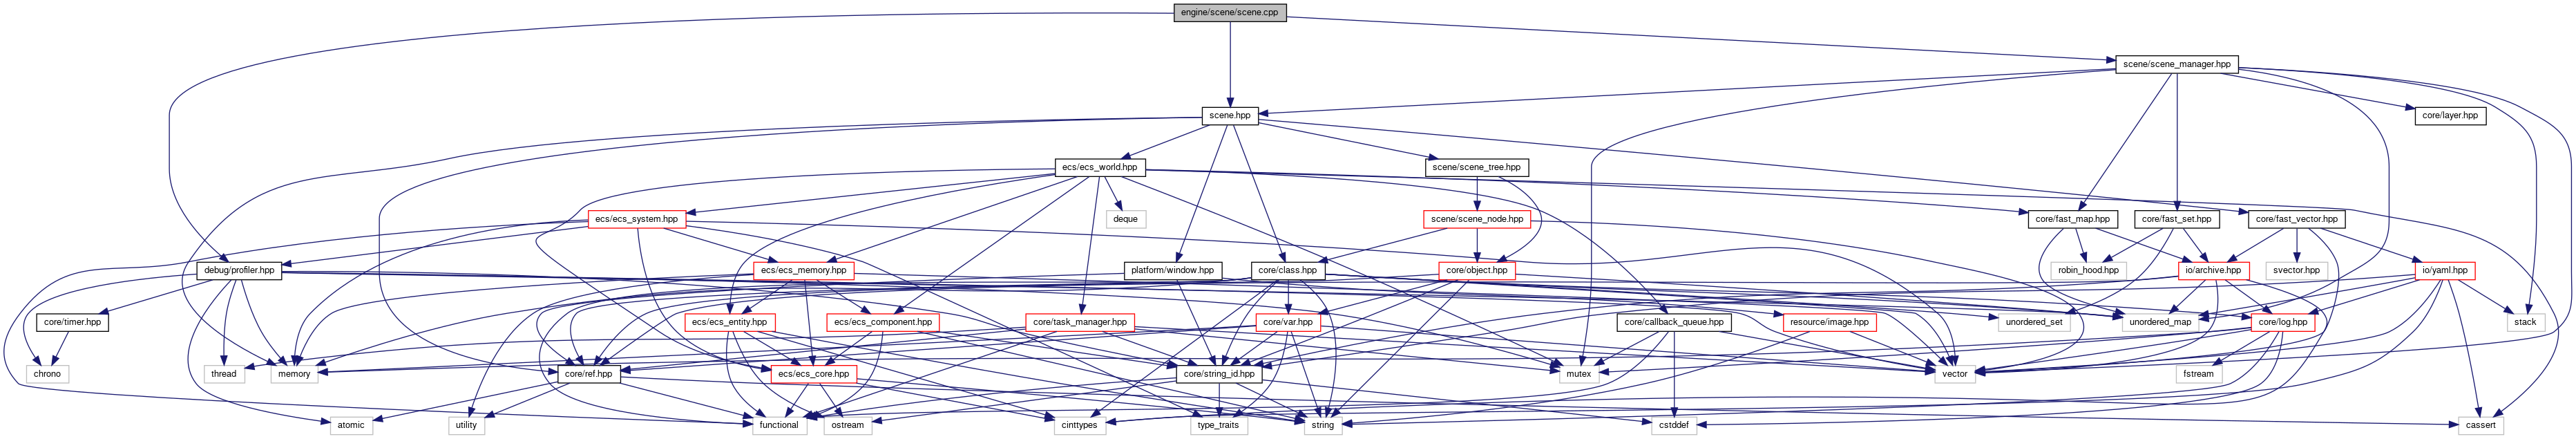 engine/scene/scene.cpp
scene/scene_manager.hpp
scene.hpp
core/layer.hpp
ecs/ecs_world.hpp
scene/scene_tree.hpp
ecs/ecs_system.hpp
deque
scene/scene_node.hpp
core/fast_map.hpp
core/fast_set.hpp
core/fast_vector.hpp
debug/profiler.hpp
ecs/ecs_memory.hpp
platform/window.hpp
core/class.hpp
core/object.hpp
robin_hood.hpp
io/archive.hpp
svector.hpp
io/yaml.hpp
core/timer.hpp
ecs/ecs_entity.hpp
ecs/ecs_component.hpp
core/task_manager.hpp
core/var.hpp
core/callback_queue.hpp
resource/image.hpp
unordered_set
unordered_map
core/log.hpp
stack
chrono
thread
memory
core/ref.hpp
ecs/ecs_core.hpp
core/string_id.hpp
mutex
vector
fstream
atomic
utility
functional
ostream
cinttypes
type_traits
string
cstddef
cassert